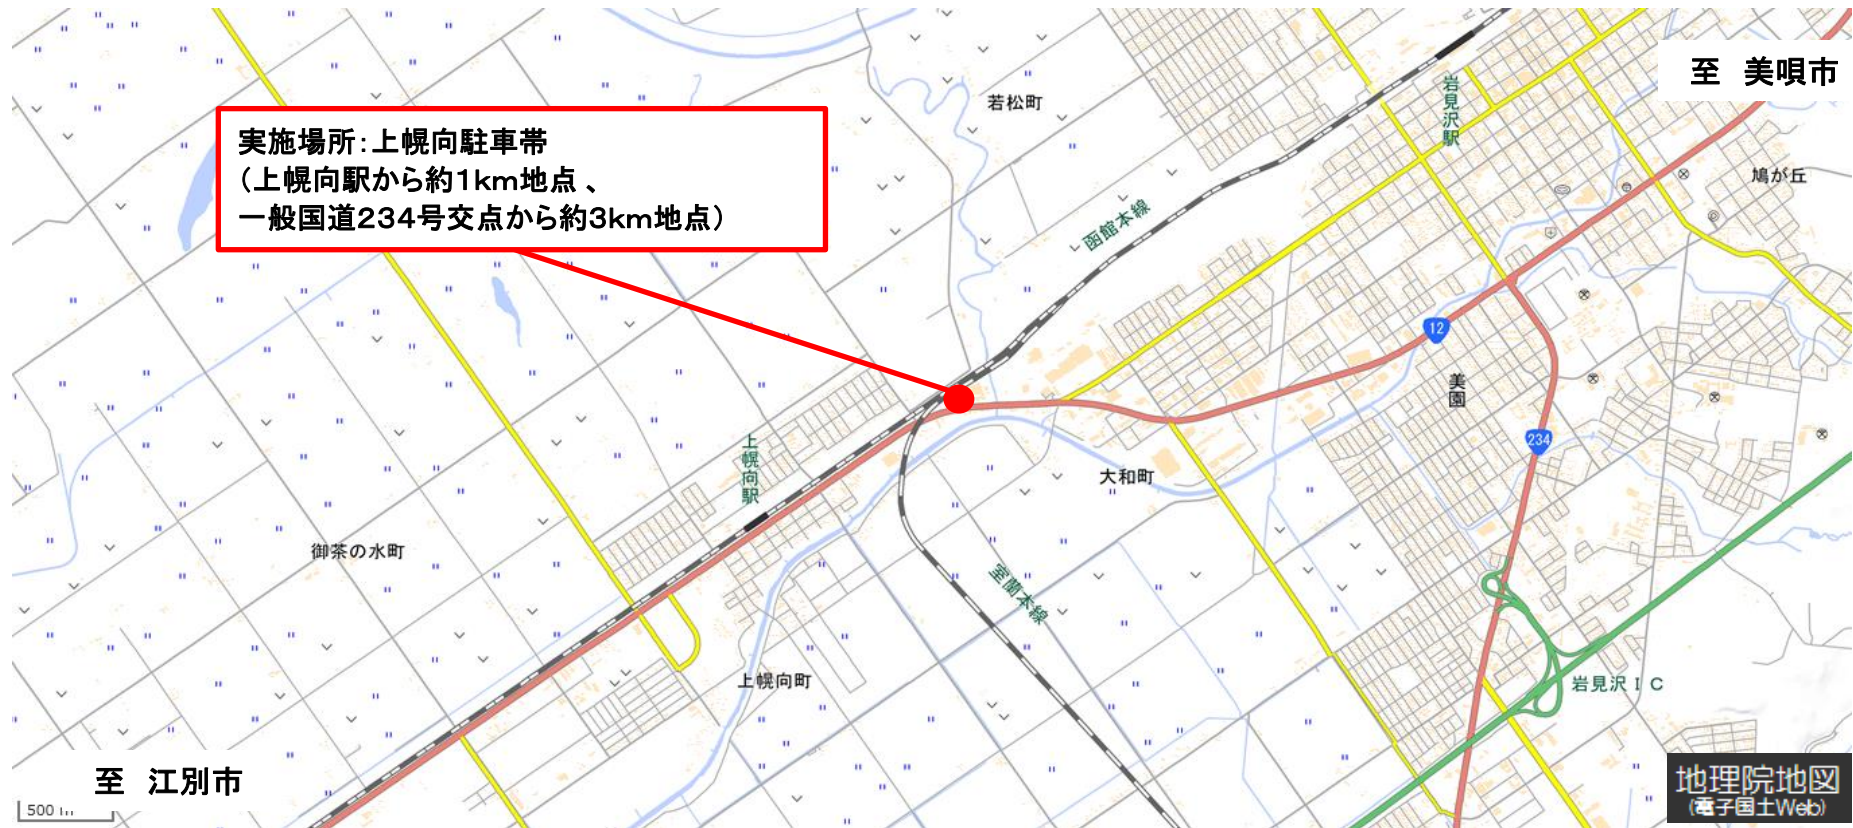 至 美唄市
若松町
岩見沢駅
実施場所：上幌向駐車帯
（上幌向駅から約1km地点 、
一般国道234号交点から約3km地点）
鳩が丘
函館本線
12
美園
234
上幌向駅
大和町
御茶の水町
室蘭本線
上幌向町
岩見沢IC
至 江別市
500 m
地理院地図
(電子国土Web)